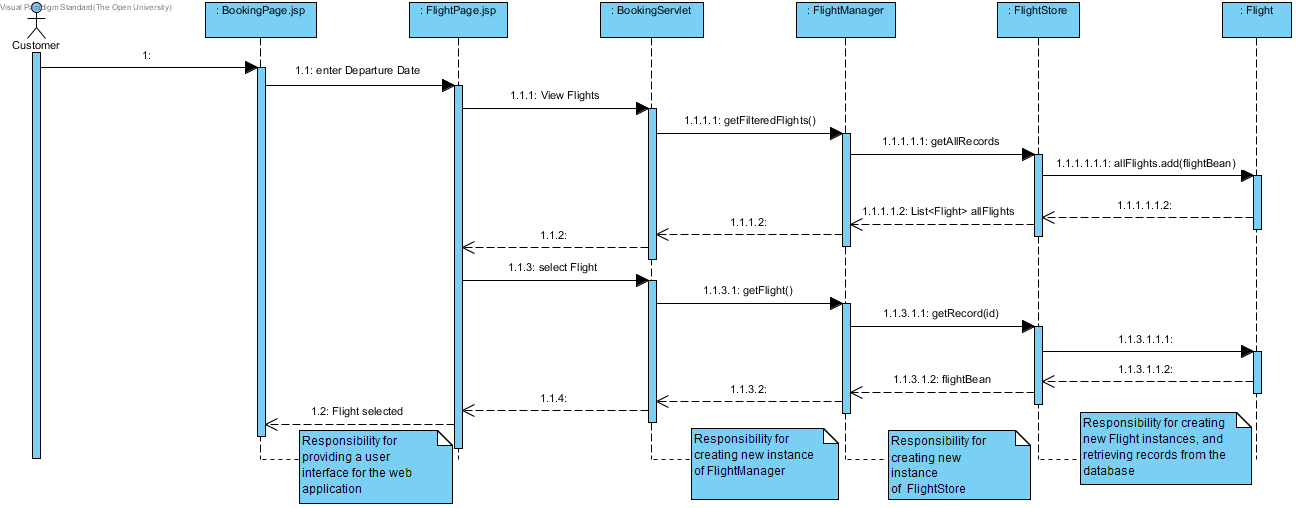 Visual Paradigm Standard(The Open University)
: BookingPage.jsp
: FlightPage.jsp
: BookingServlet
: FlightManager
: FlightStore
: Flight
Customer
1:
1.1: enter Departure Date
1.1.1: View Flights
1.1.1.1: getFilteredFlights()
1.1.1.1.1: getAllRecords
1.1.1.1.1.1: allFlights.add(flightBean)
1.1.1.1.1.2:
1.1.1.1.2: List<Flight> allFlights
1.1.1.2:
1.1.2:
1.1.3: select Flight
1.1.3.1: getFlight()
1.1.3.1.1: getRecord(id)
1.1.3.1.1.1:
1.1.3.1.1.2:
1.1.3.1.2: flightBean
1.1.3.2:
1.1.4:
1.2: Flight selected
Responsibility for
providing a user
interface for the web
application
Responsibility for
creating new instance
of FlightManager
Responsibility for
creating new
instance
of FlightStore
Responsibility for creating
new Flight instances, and
retrieving records from the
database